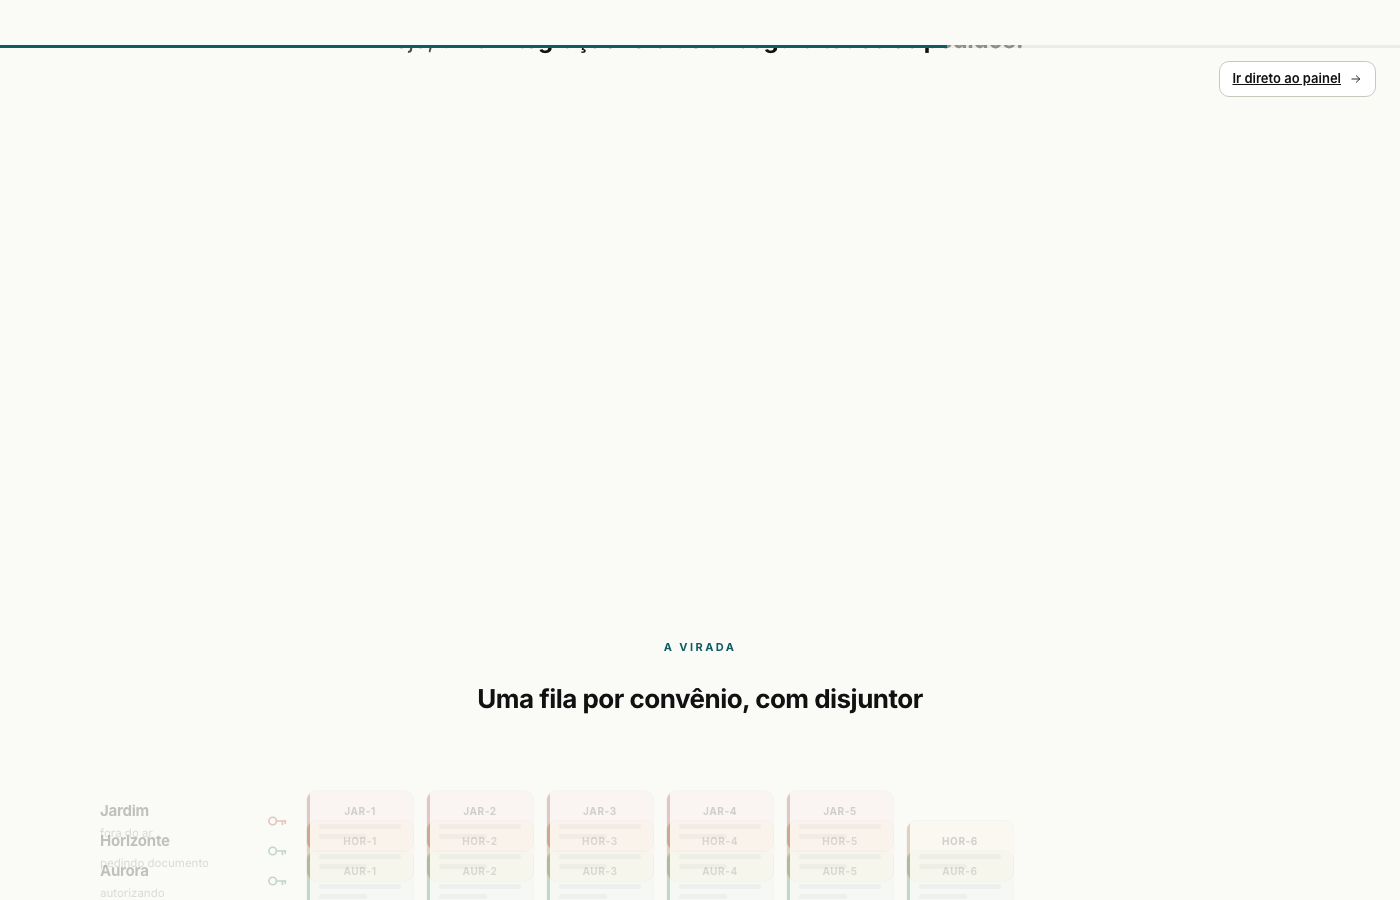 Ir direto ao painel →
A VIRADA
Uma fila por convênio, com disjuntor
Jardim
fora do ar
JAR-1 JAR-2 JAR-3 JAR-4 JAR-5
Horizonte
pedindo documento
HOR-1 HOR-2 HOR-3 HOR-4 HOR-5 HOR-6
Aurora
autorizando
AUR-1 AUR-2 AUR-3 AUR-4 AUR-5 AUR-6